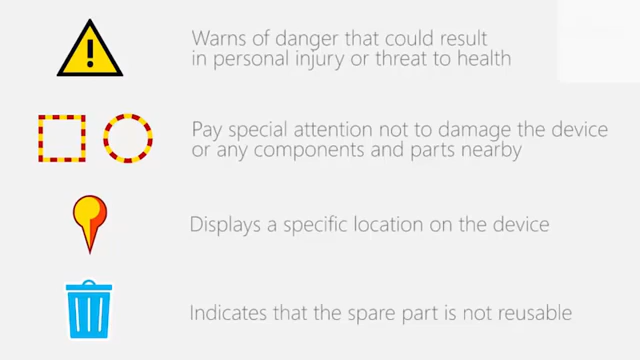 Warns of danger that could result
in personal injury or threat to health
Pay special attention not to damage the device
or any components and parts nearby
Displays a specific location on the device
Indicates that the spare part is not reusable